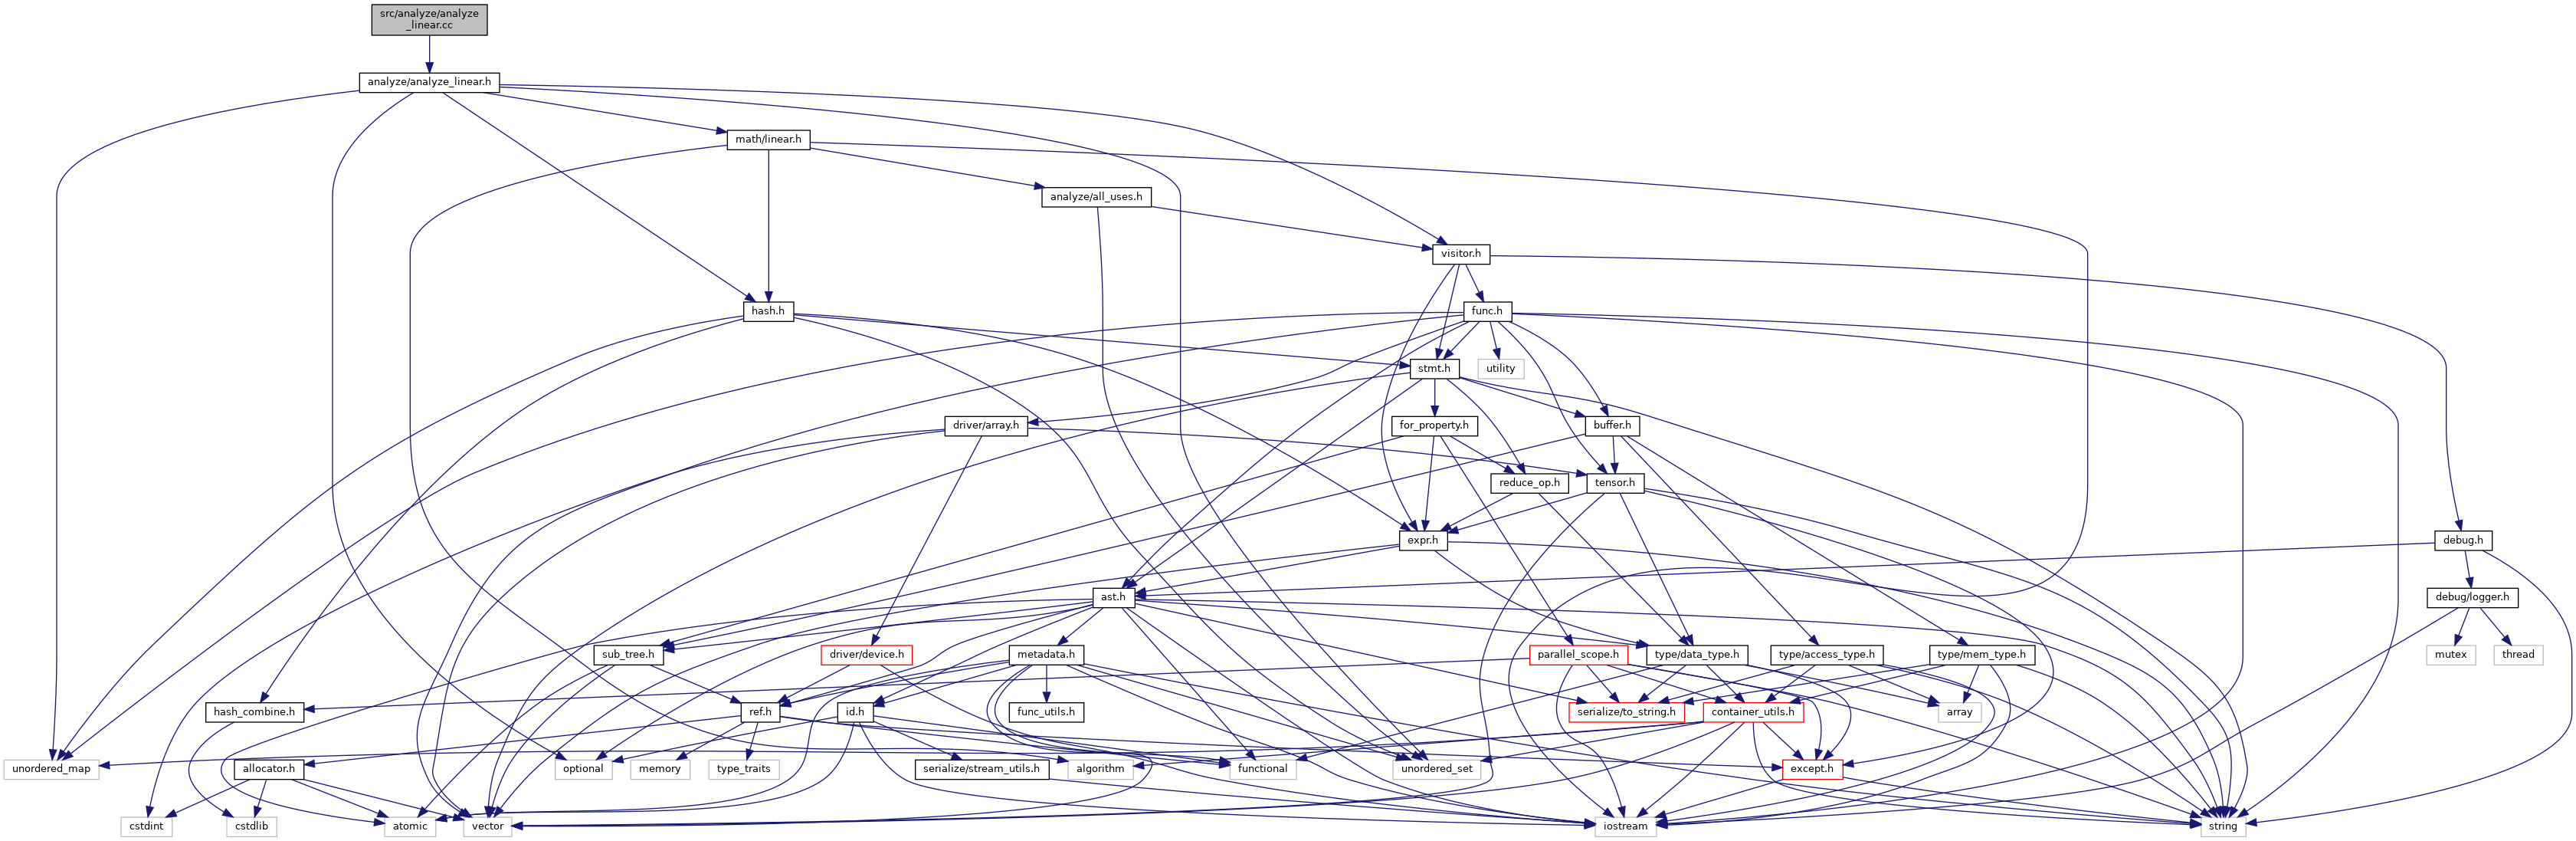 src/analyze/analyze
_linear.cc
analyze/analyze_linear.h
math/linear.h
analyze/all_uses.h
visitor.h
hash.h
func.h
stmt.h
utility
driver/array.h
for_property.h
buffer.h
reduce_op.h
tensor.h
expr.h
debug.h
ast.h
debug/logger.h
sub_tree.h
driver/device.h
metadata.h
parallel_scope.h
type/data_type.h
type/access_type.h
type/mem_type.h
mutex
thread
hash_combine.h
ref.h
id.h
func_utils.h
serialize/to_string.h
container_utils.h
array
unordered_map
allocator.h
optional
memory
type_traits
serialize/stream_utils.h
algorithm
functional
unordered_set
except.h
cstdint
cstdlib
atomic
vector
iostream
string